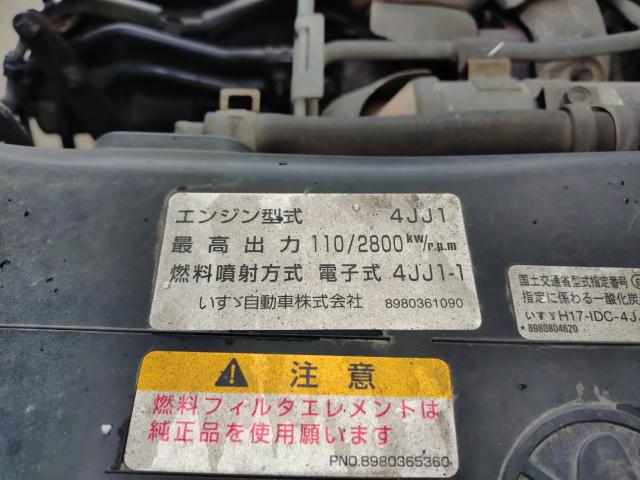 エンジン型式 4JJ1
最高出力 110/2800kW/r.p.m
燃料噴射方式 電子式 4JJ1-1
いすゞ自動車株式会社 8980361090
国土交通省型式指定番号
指定に係わる一酸化炭
いすゞH17-IDC-4J
*8980804620
⚠ 注意
燃料フィルタエレメントは
純正品を使用願います
PNO.8980365360